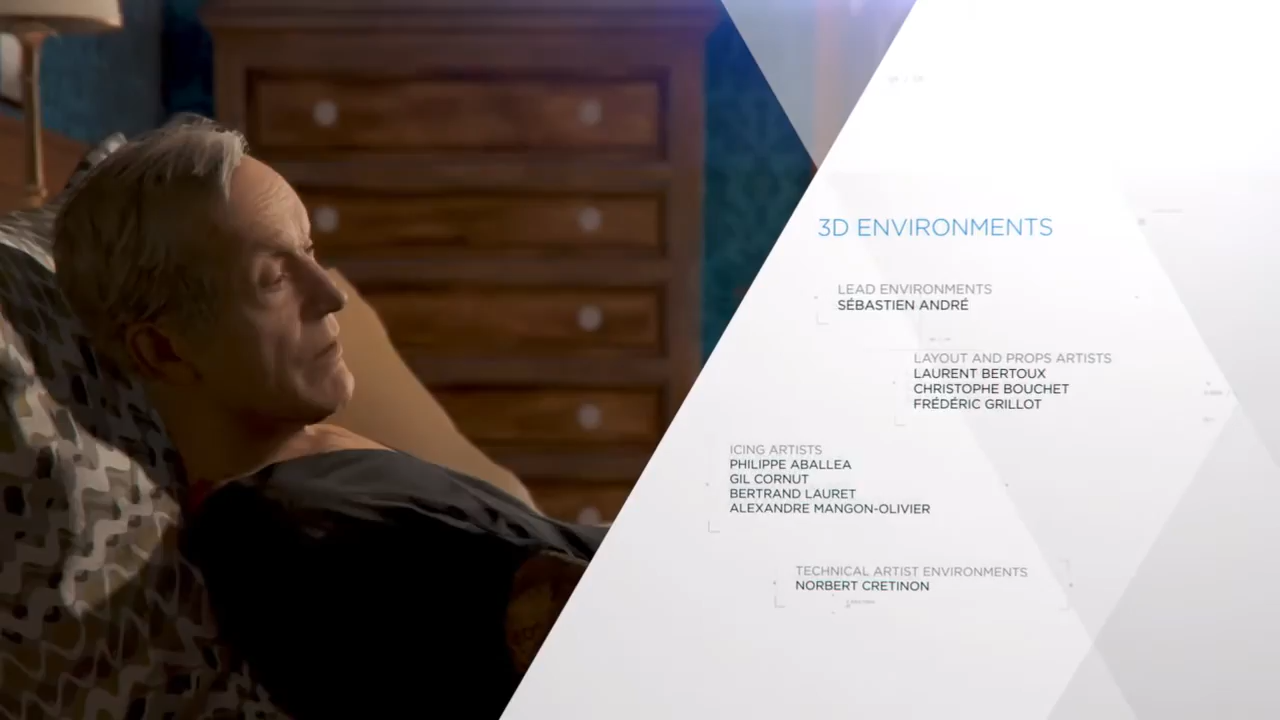 3D ENVIRONMENTS
LEAD ENVIRONMENTS
SÉBASTIEN ANDRÉ
LAYOUT AND PROPS ARTISTS
LAURENT BERTOUX
CHRISTOPHE BOUCHET
FRÉDÉRIC GRILLOT
ICING ARTISTS
PHILIPPE ABALLEA
GIL CORNUT
BERTRAND LAURET
ALEXANDRE MANGON-OLIVIER
TECHNICAL ARTIST ENVIRONMENTS
NORBERT CRETINON